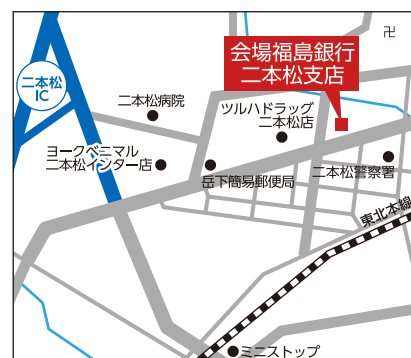 卍
会場福島銀行
二本松支店
二本松
IC
二本松病院
ツルハドラッグ
二本松店
ヨークベニマル
二本松インター店
岳下簡易郵便局
二本松警察署
東北本線
ミニストップ